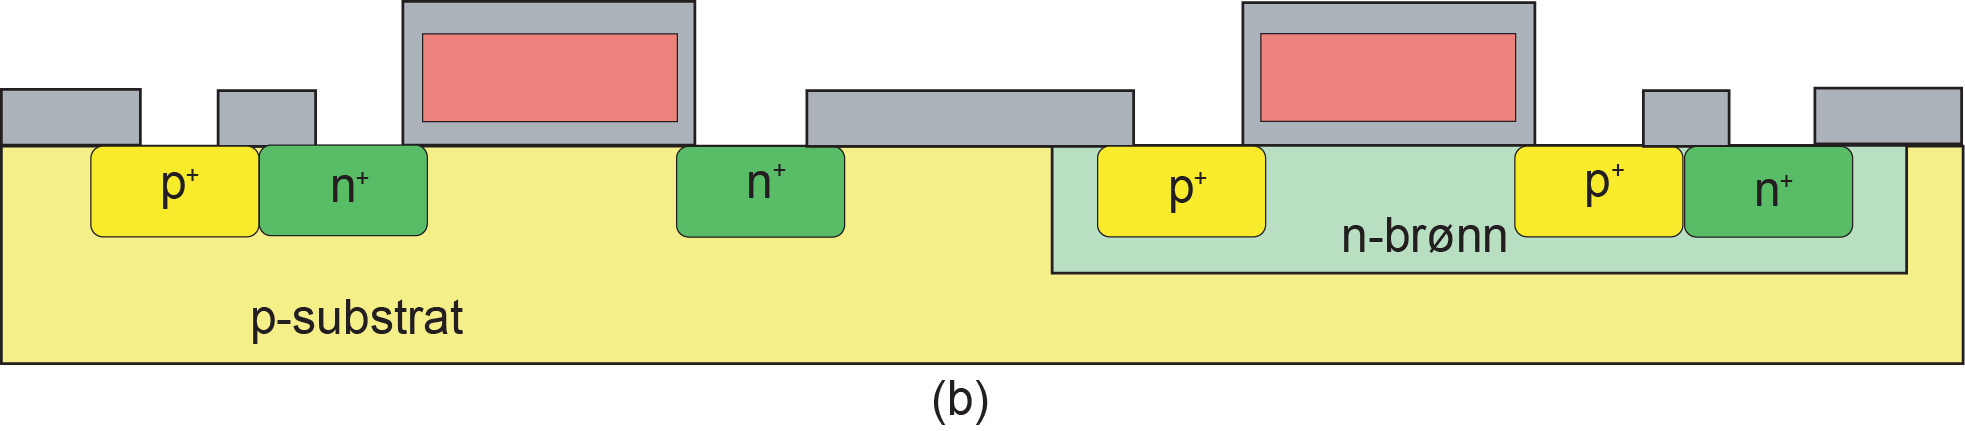 p+
n+
n+
p+
p+
n+
n-brønn
p-substrat
(b)